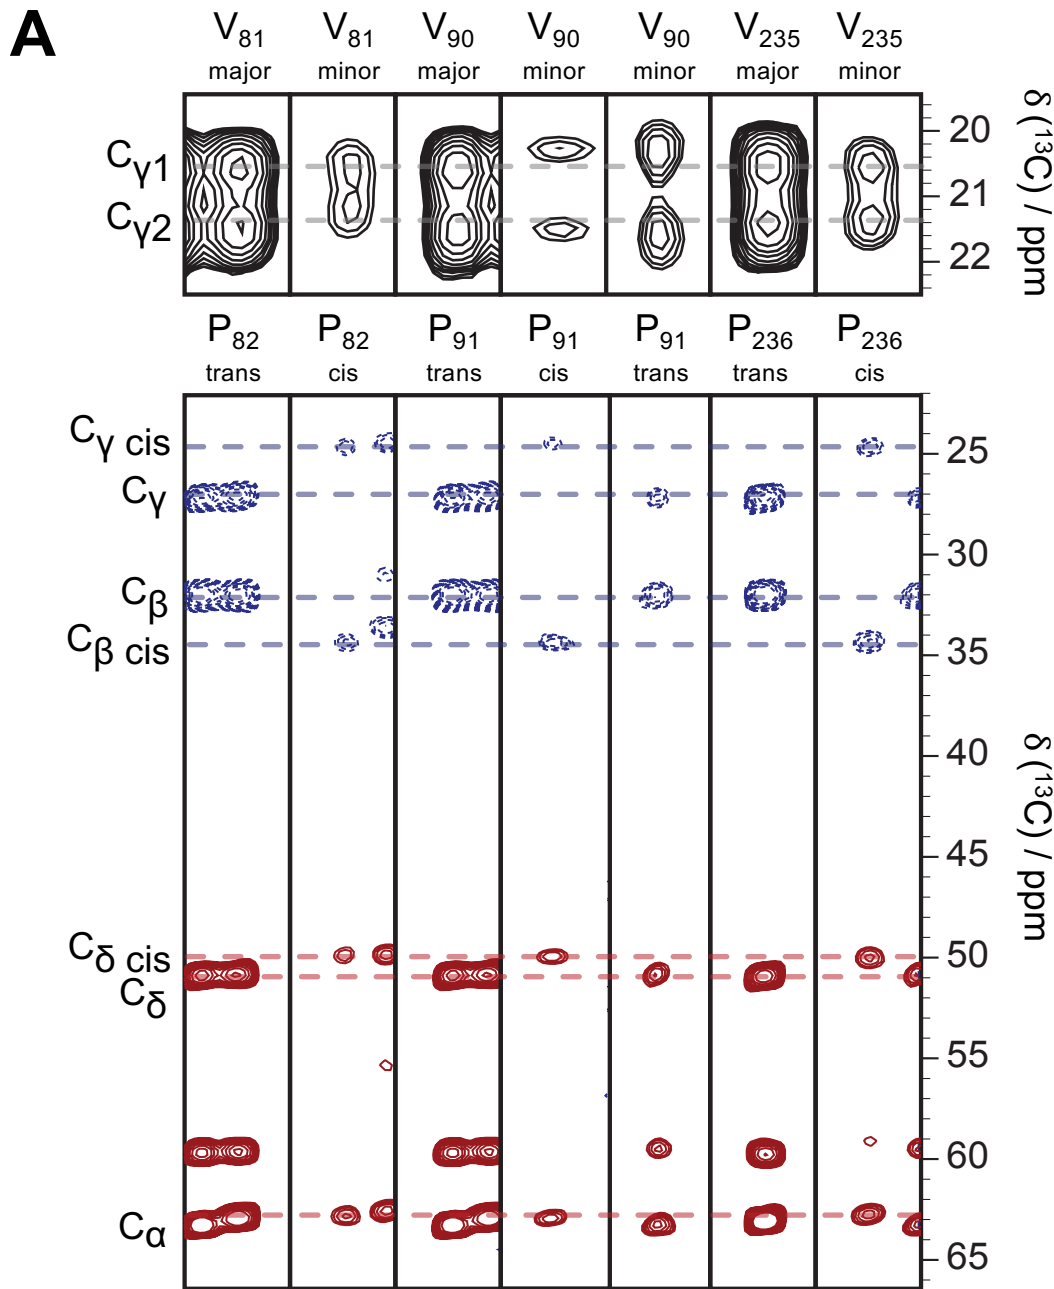 A
V81 V81 V90 V90 V90 V235 V235
major minor major minor minor major minor
Cγ1
Cγ2
20
21
22
δ (13C) / ppm
P82 P82 P91 P91 P91 P236 P236
trans cis trans cis trans trans cis
Cγ cis
Cγ
Cβ
Cβ cis
Cδ cis
Cδ
Cα
25
30
35
40
45
50
55
60
65
δ (13C) / ppm